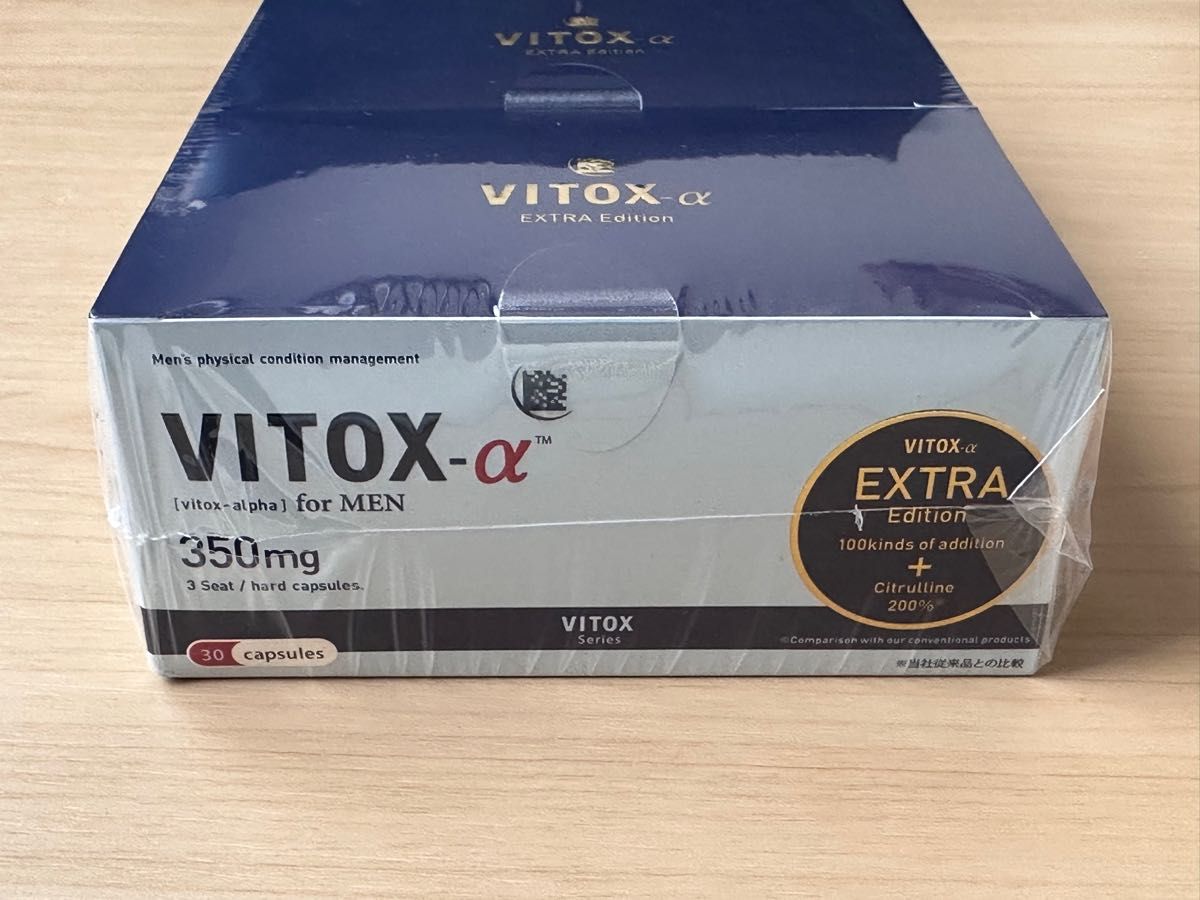 VITOX-α
EXTRA Edition
VITOX-α
EXTRA Edition
Men's physical condition management
VITOX-α™
[vitox-alpha] for MEN
350mg
3 Seat / hard capsules.
VITOX-α
EXTRA
Edition
100kinds of addition
+
Citrulline
200%
VITOX
Series
30 capsules
※Comparison with our conventional products
※当社従来品との比較